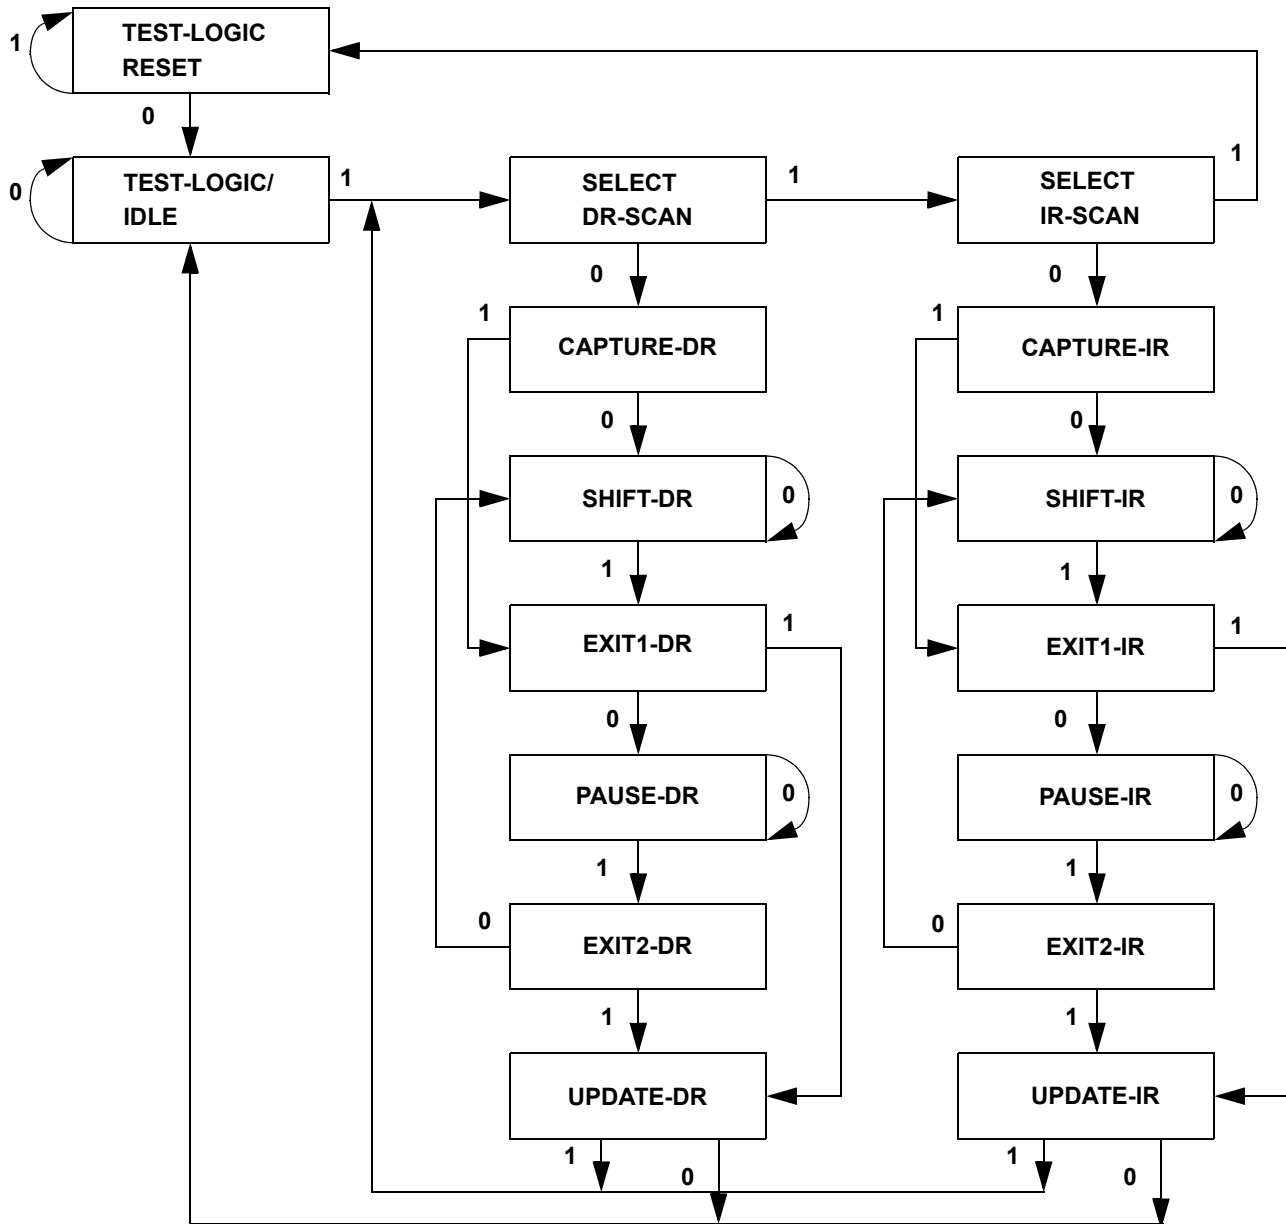 1
TEST-LOGIC
RESET
0
0
TEST-LOGIC/
IDLE
1
SELECT
DR-SCAN
1
SELECT
IR-SCAN
1
0
0
1
CAPTURE-DR
1
CAPTURE-IR
0
0
SHIFT-DR
0
SHIFT-IR
0
1
1
EXIT1-DR
1
EXIT1-IR
1
0
0
PAUSE-DR
0
PAUSE-IR
0
1
1
0
EXIT2-DR
0
EXIT2-IR
1
1
UPDATE-DR
UPDATE-IR
1
0
1
0